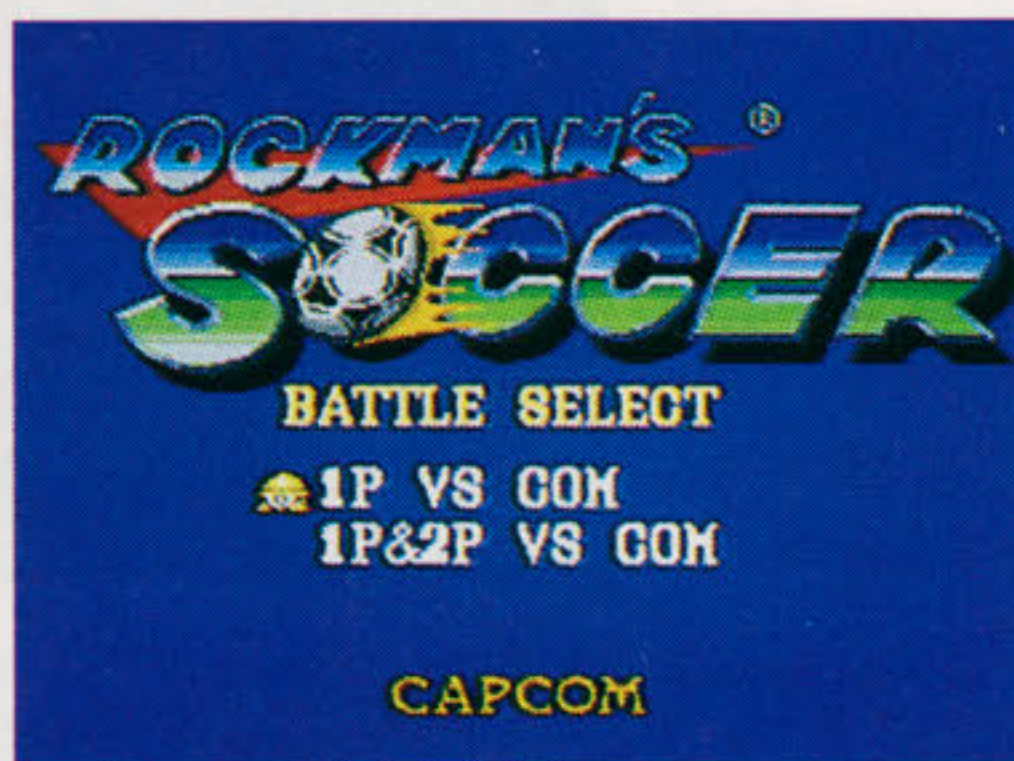 ROCKMAN'S ®
SOCCER
BATTLE SELECT
1P VS COM
1P&2P VS COM
CAPCOM